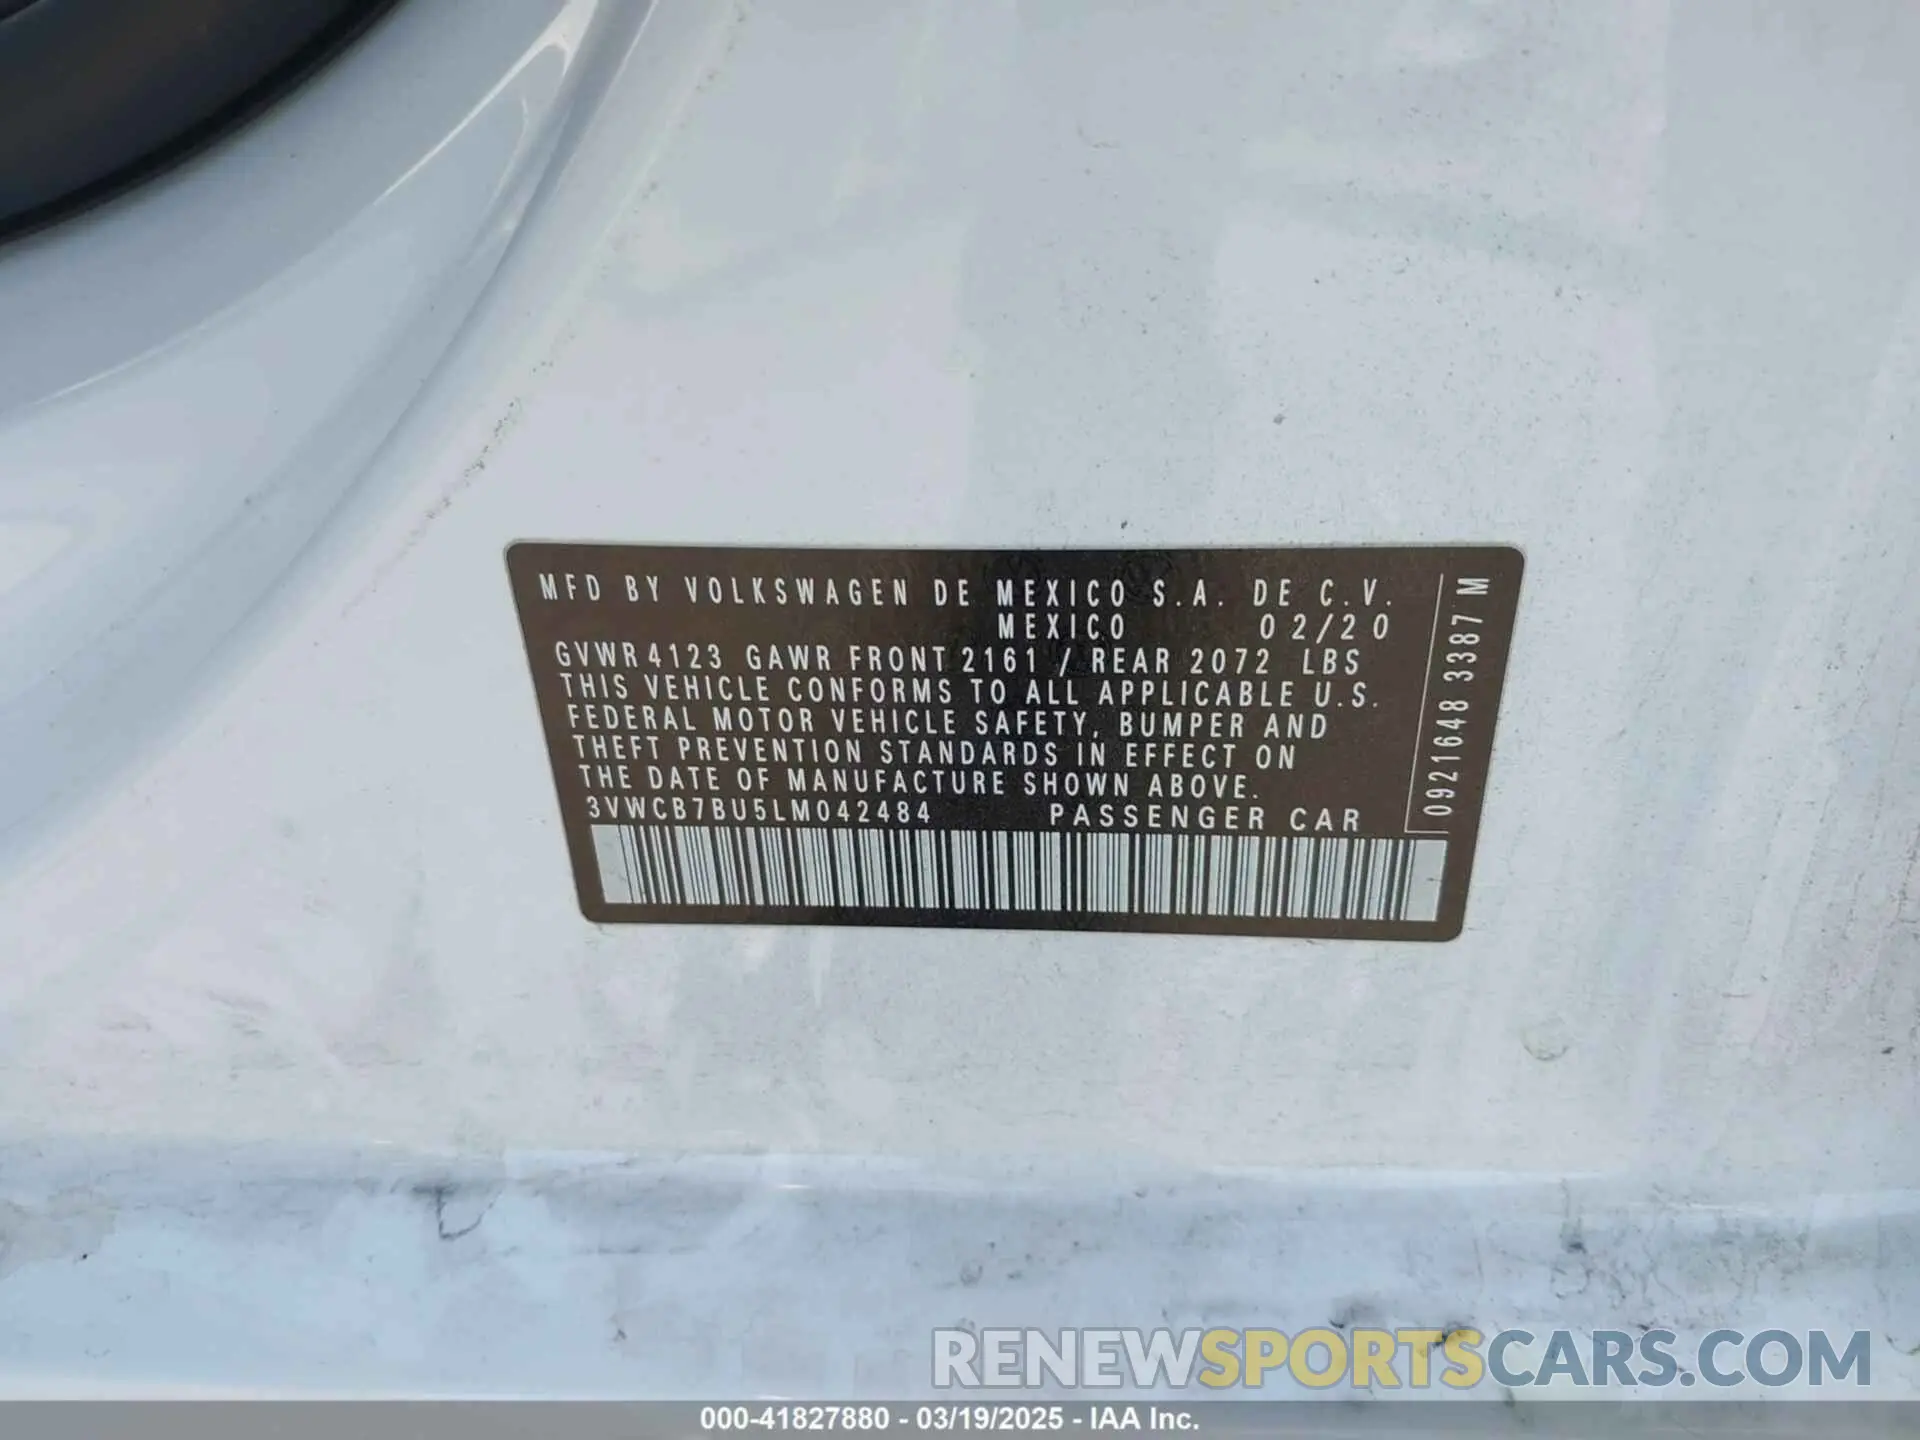 MFD BY VOLKSWAGEN DE MEXICO S.A. DE C.V.
MEXICO 02/20
GVWR 4123 GAWR FRONT 2161 / REAR 2072 LBS
THIS VEHICLE CONFORMS TO ALL APPLICABLE U.S.
FEDERAL MOTOR VEHICLE SAFETY, BUMPER AND
THEFT PREVENTION STANDARDS IN EFFECT ON
THE DATE OF MANUFACTURE SHOWN ABOVE.
3VWCB7BU5LM042484 PASSENGER CAR
0921648 3387 M
RENEWSPORTSCARS.COM
000-41827880 - 03/19/2025 - IAA Inc.